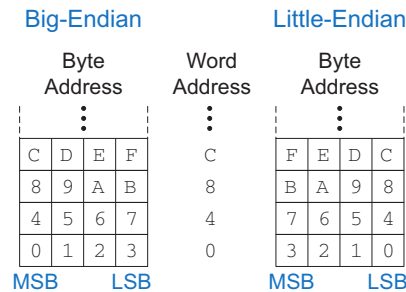 Big-Endian Little-Endian
Byte Address Word Address Byte Address
C D E F C F E D C
8 9 A B 8 B A 9 8
4 5 6 7 4 7 6 5 4
0 1 2 3 0 3 2 1 0
MSB LSB MSB LSB